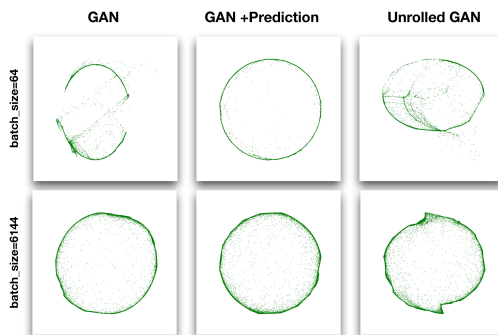 GAN
GAN +Prediction
Unrolled GAN
batch_size=64
batch_size=6144